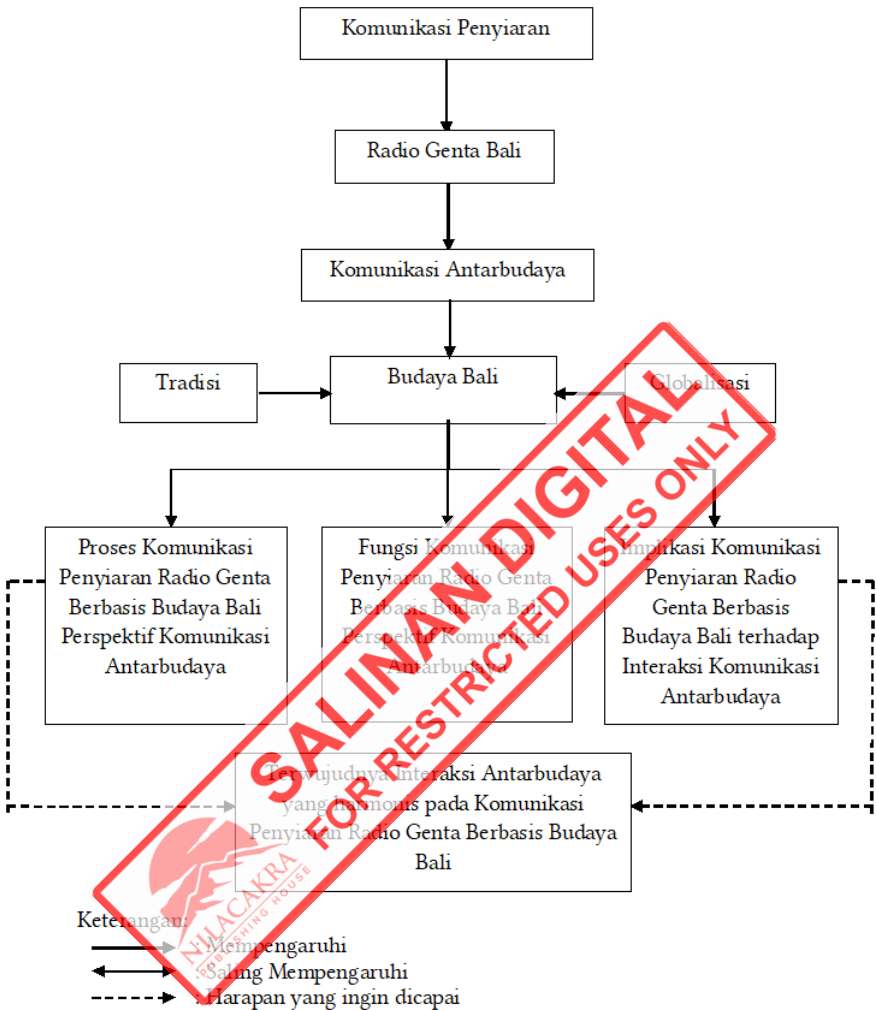 Komunikasi Penyiaran
Radio Genta Bali
Komunikasi Antarbudaya
Tradisi
Budaya Bali
Globalisasi
Proses Komunikasi
Penyiaran Radio Genta
Berbasis Budaya Bali
Perspektif Komunikasi
Antarbudaya
Fungsi Komunikasi
Penyiaran Radio Genta
Berbasis Budaya Bali
Perspektif Komunikasi
Antarbudaya
Implikasi Komunikasi
Penyiaran Radio
Genta Berbasis
Budaya Bali terhadap
Interaksi Komunikasi
Antarbudaya
Terwujudnya Interaksi Antarbudaya
yang harmonis pada Komunikasi
Penyiaran Radio Genta Berbasis Budaya
Bali
Keterangan:
: Mempengaruhi
: Saling Mempengaruhi
: Harapan yang ingin dicapai
SALINAN DIGITAL
FOR RESTRICTED USES ONLY
NILACAKRA
PUBLISHING HOUSE